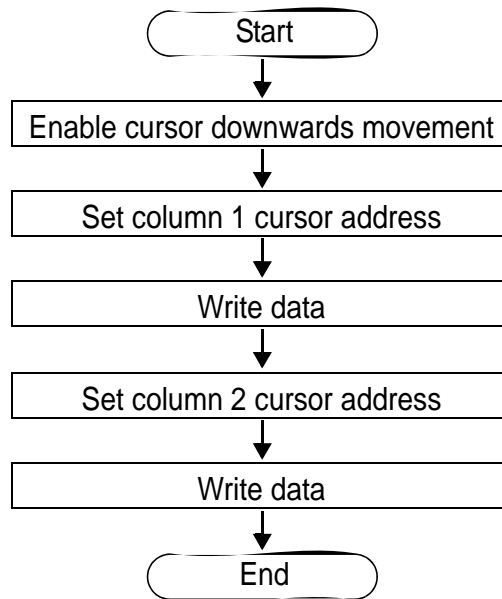 Start
Enable cursor downwards movement
Set column 1 cursor address
Write data
Set column 2 cursor address
Write data
End